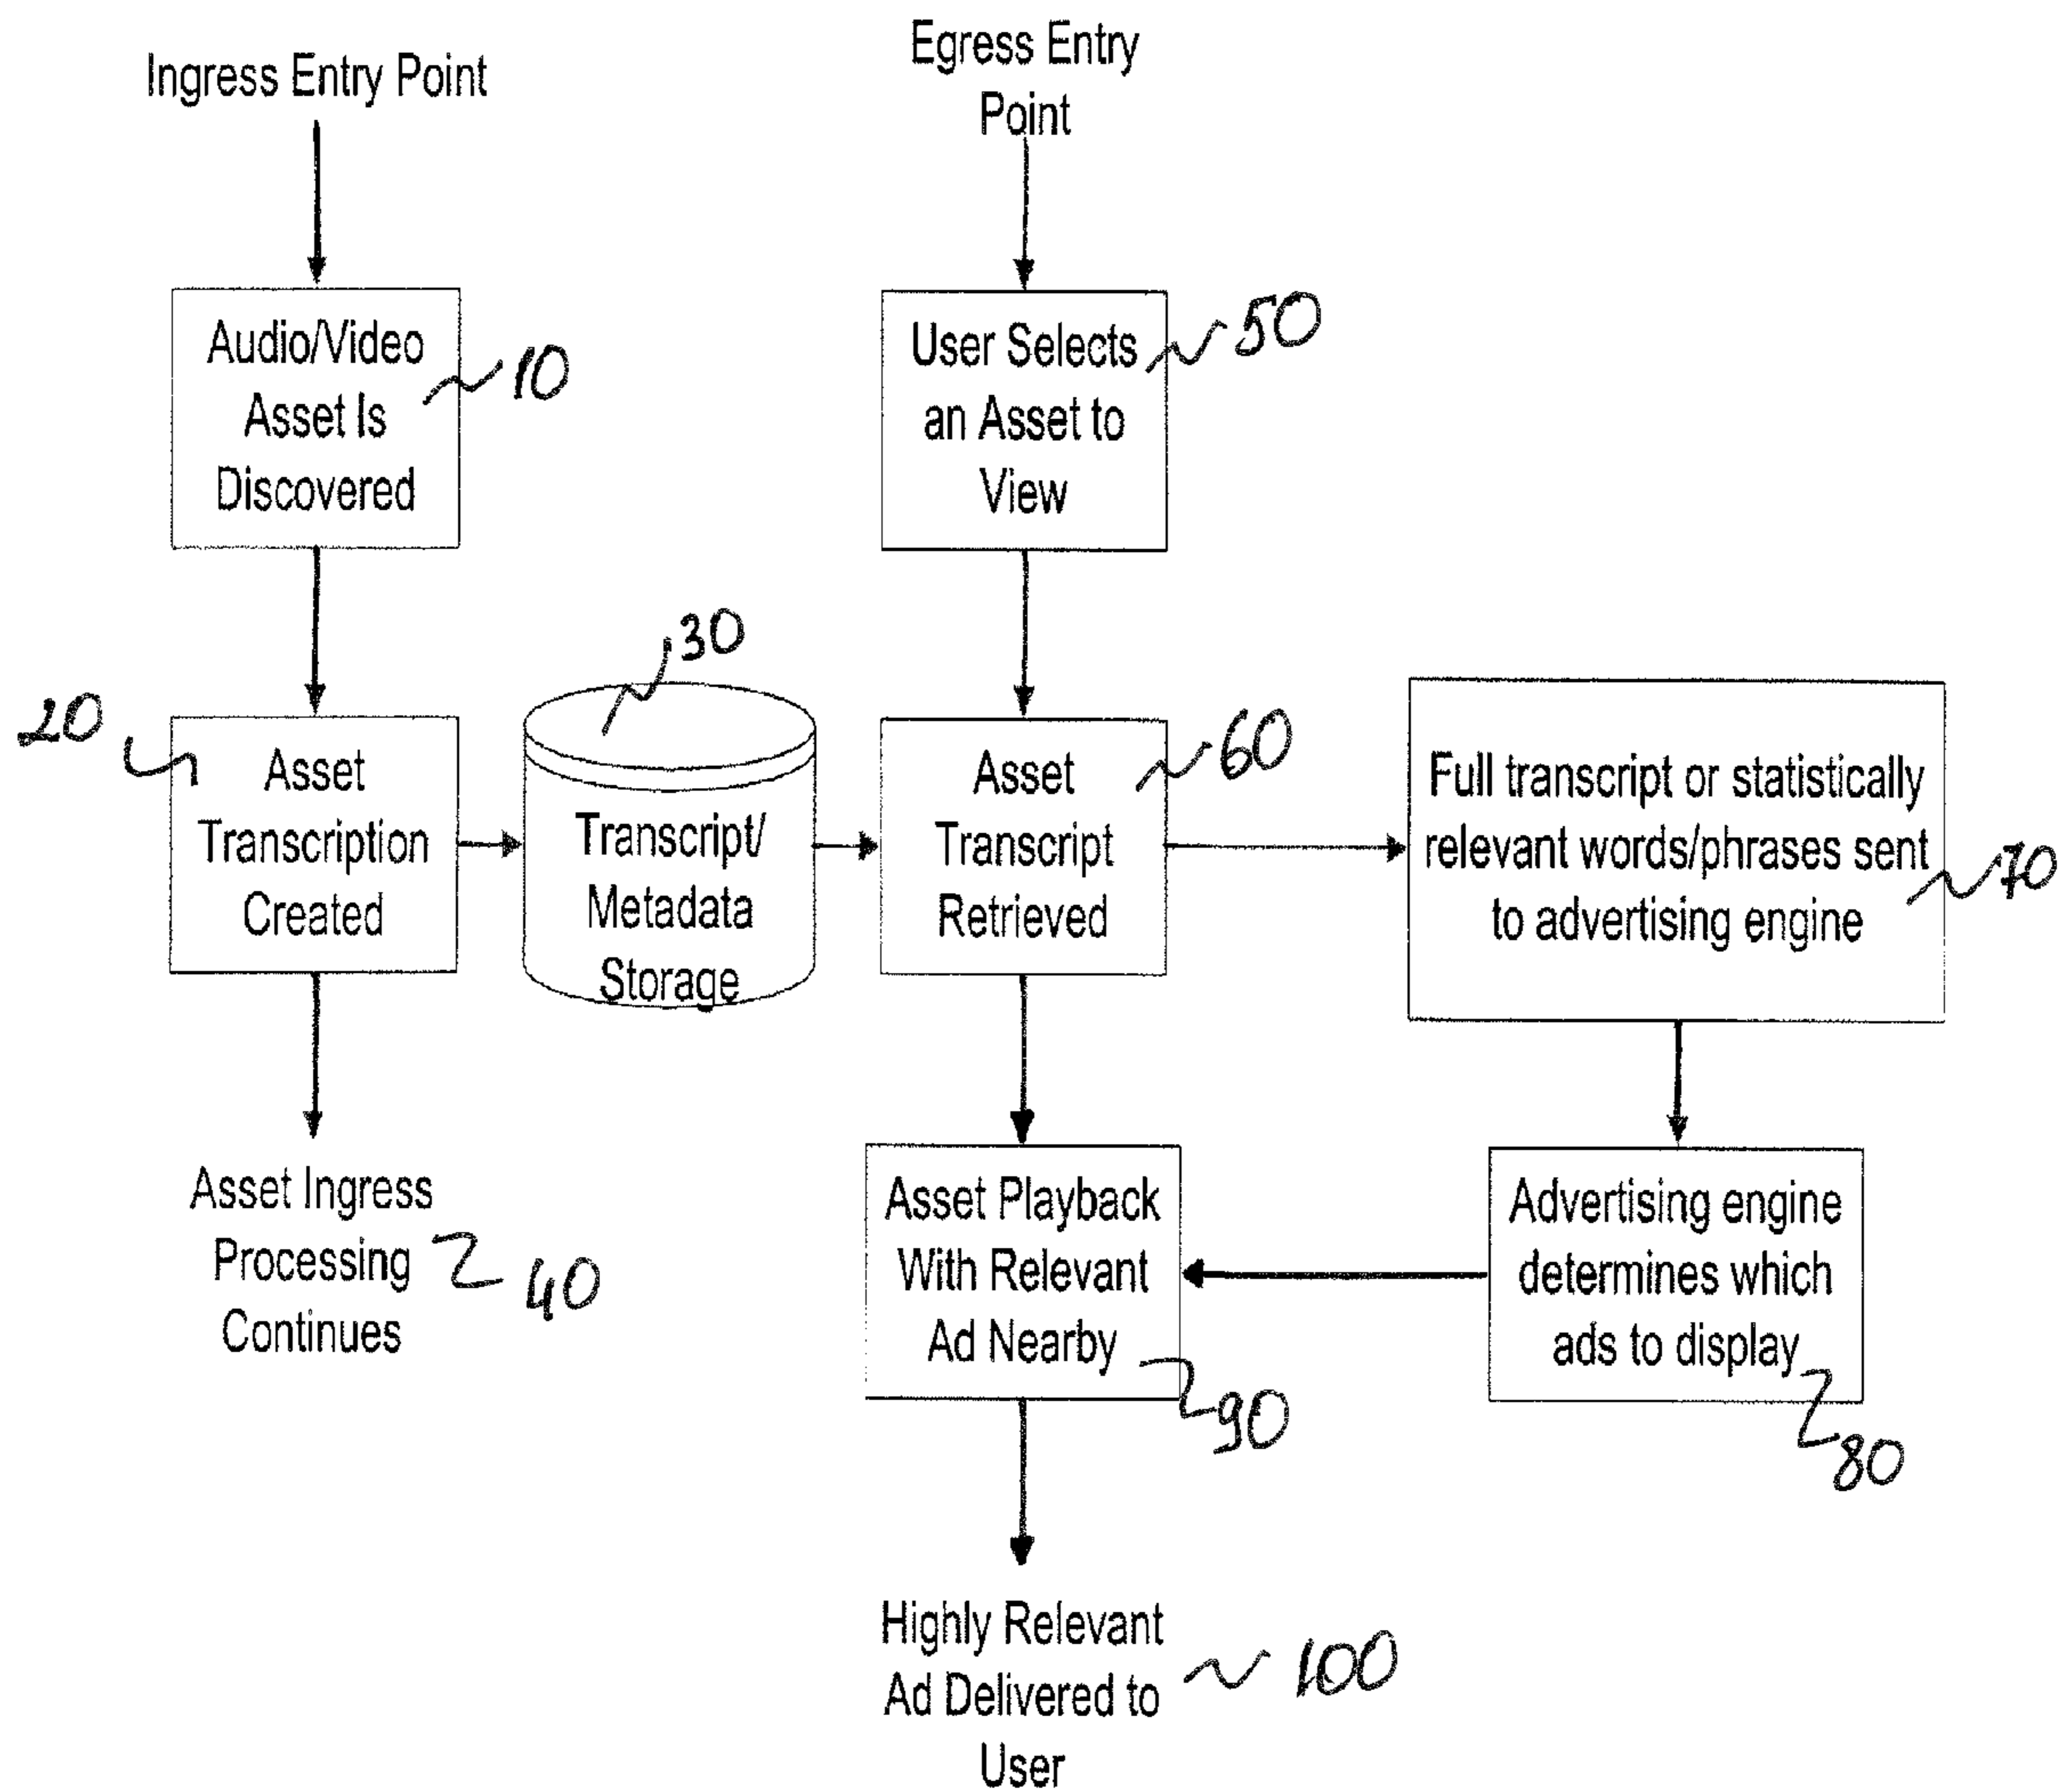 Ingress Entry Point
Egress Entry
Point
Audio/Video
Asset Is
Discovered
10
User Selects
an Asset to
View
50
20
Asset
Transcription
Created
30
Transcript/
Metadata
Storage
Asset
Transcript
Retrieved
60
Full transcript or statistically
relevant words/phrases sent
to advertising engine
70
Asset Ingress
Processing
Continues
40
Asset Playback
With Relevant
Ad Nearby
90
Advertising engine
determines which
ads to display
80
Highly Relevant
Ad Delivered to
User
100